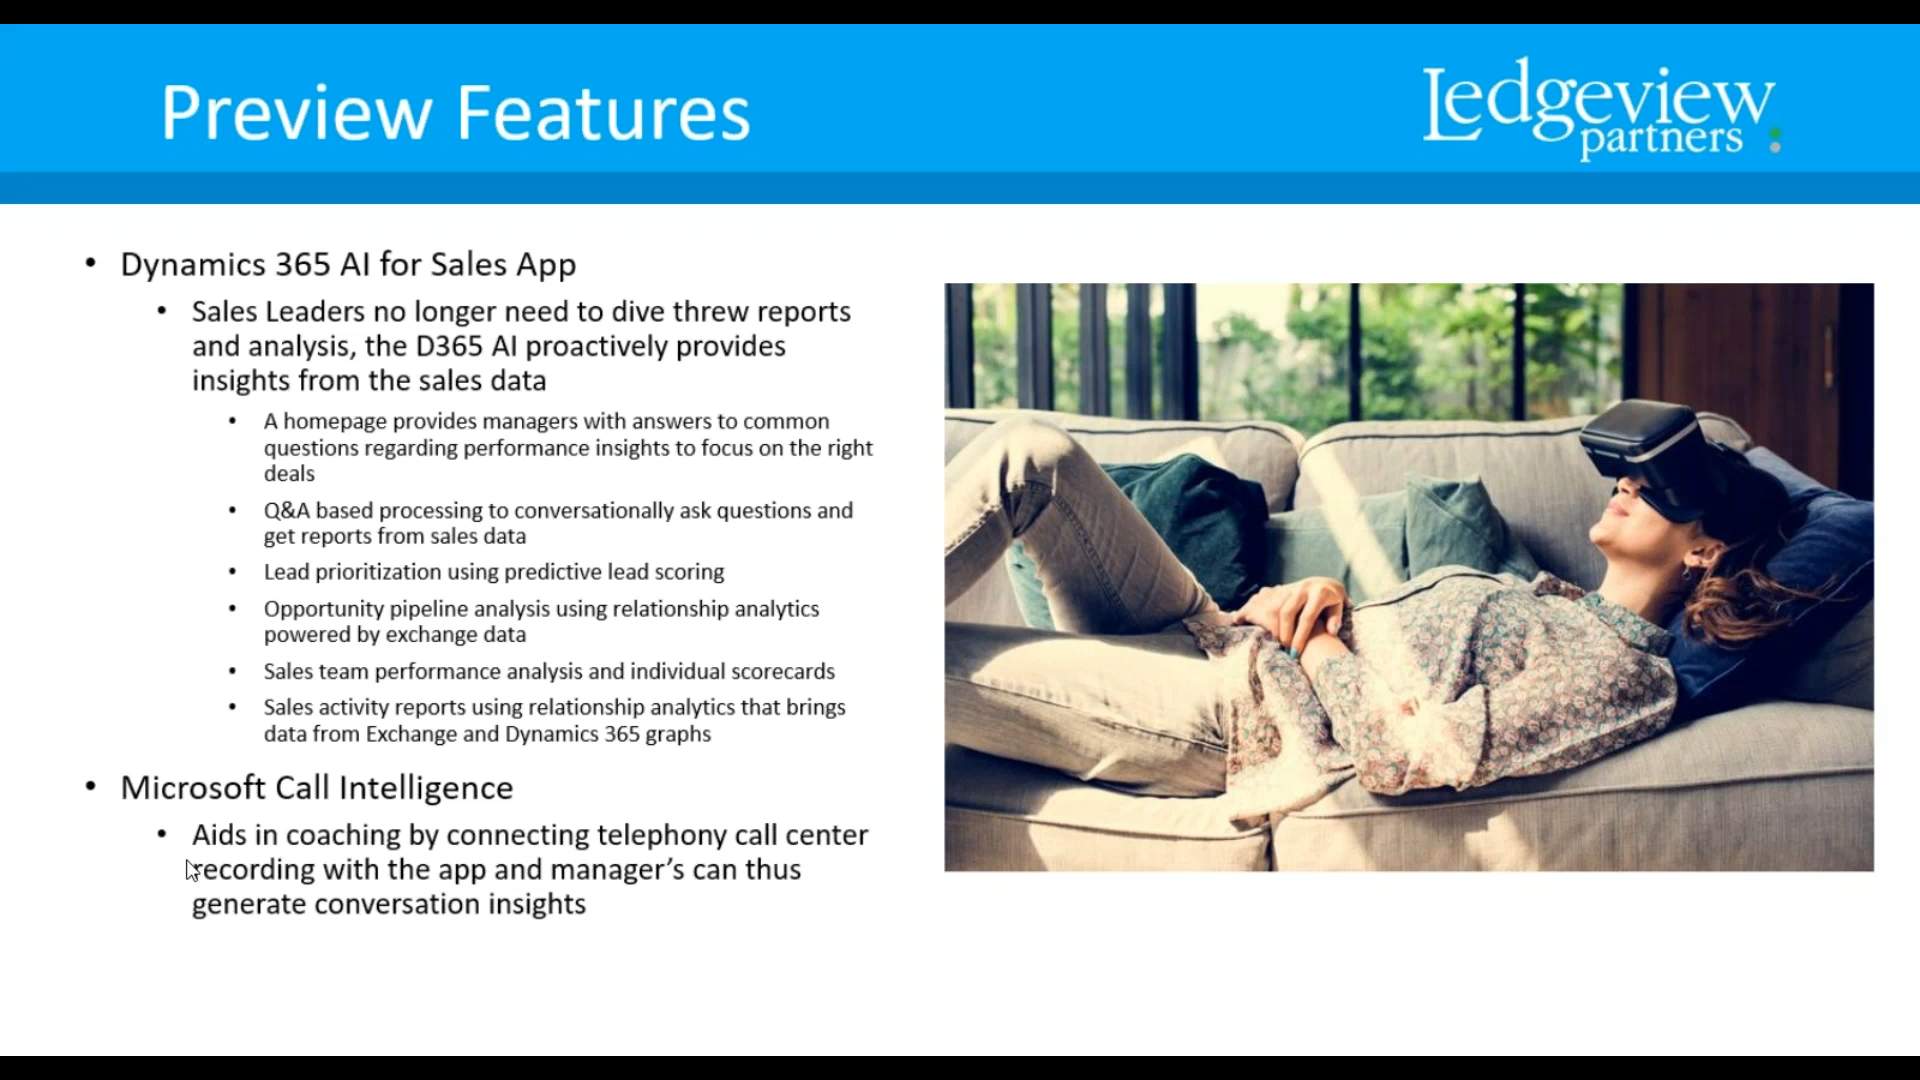 Preview Features
Ledgeview
partners
• Dynamics 365 AI for Sales App
• Sales Leaders no longer need to dive threw reports
and analysis, the D365 AI proactively provides
insights from the sales data
• A homepage provides managers with answers to common
questions regarding performance insights to focus on the right
deals
• Q&A based processing to conversationally ask questions and
get reports from sales data
• Lead prioritization using predictive lead scoring
• Opportunity pipeline analysis using relationship analytics
powered by exchange data
• Sales team performance analysis and individual scorecards
• Sales activity reports using relationship analytics that brings
data from Exchange and Dynamics 365 graphs
• Microsoft Call Intelligence
• Aids in coaching by connecting telephony call center
recording with the app and manager’s can thus
generate conversation insights